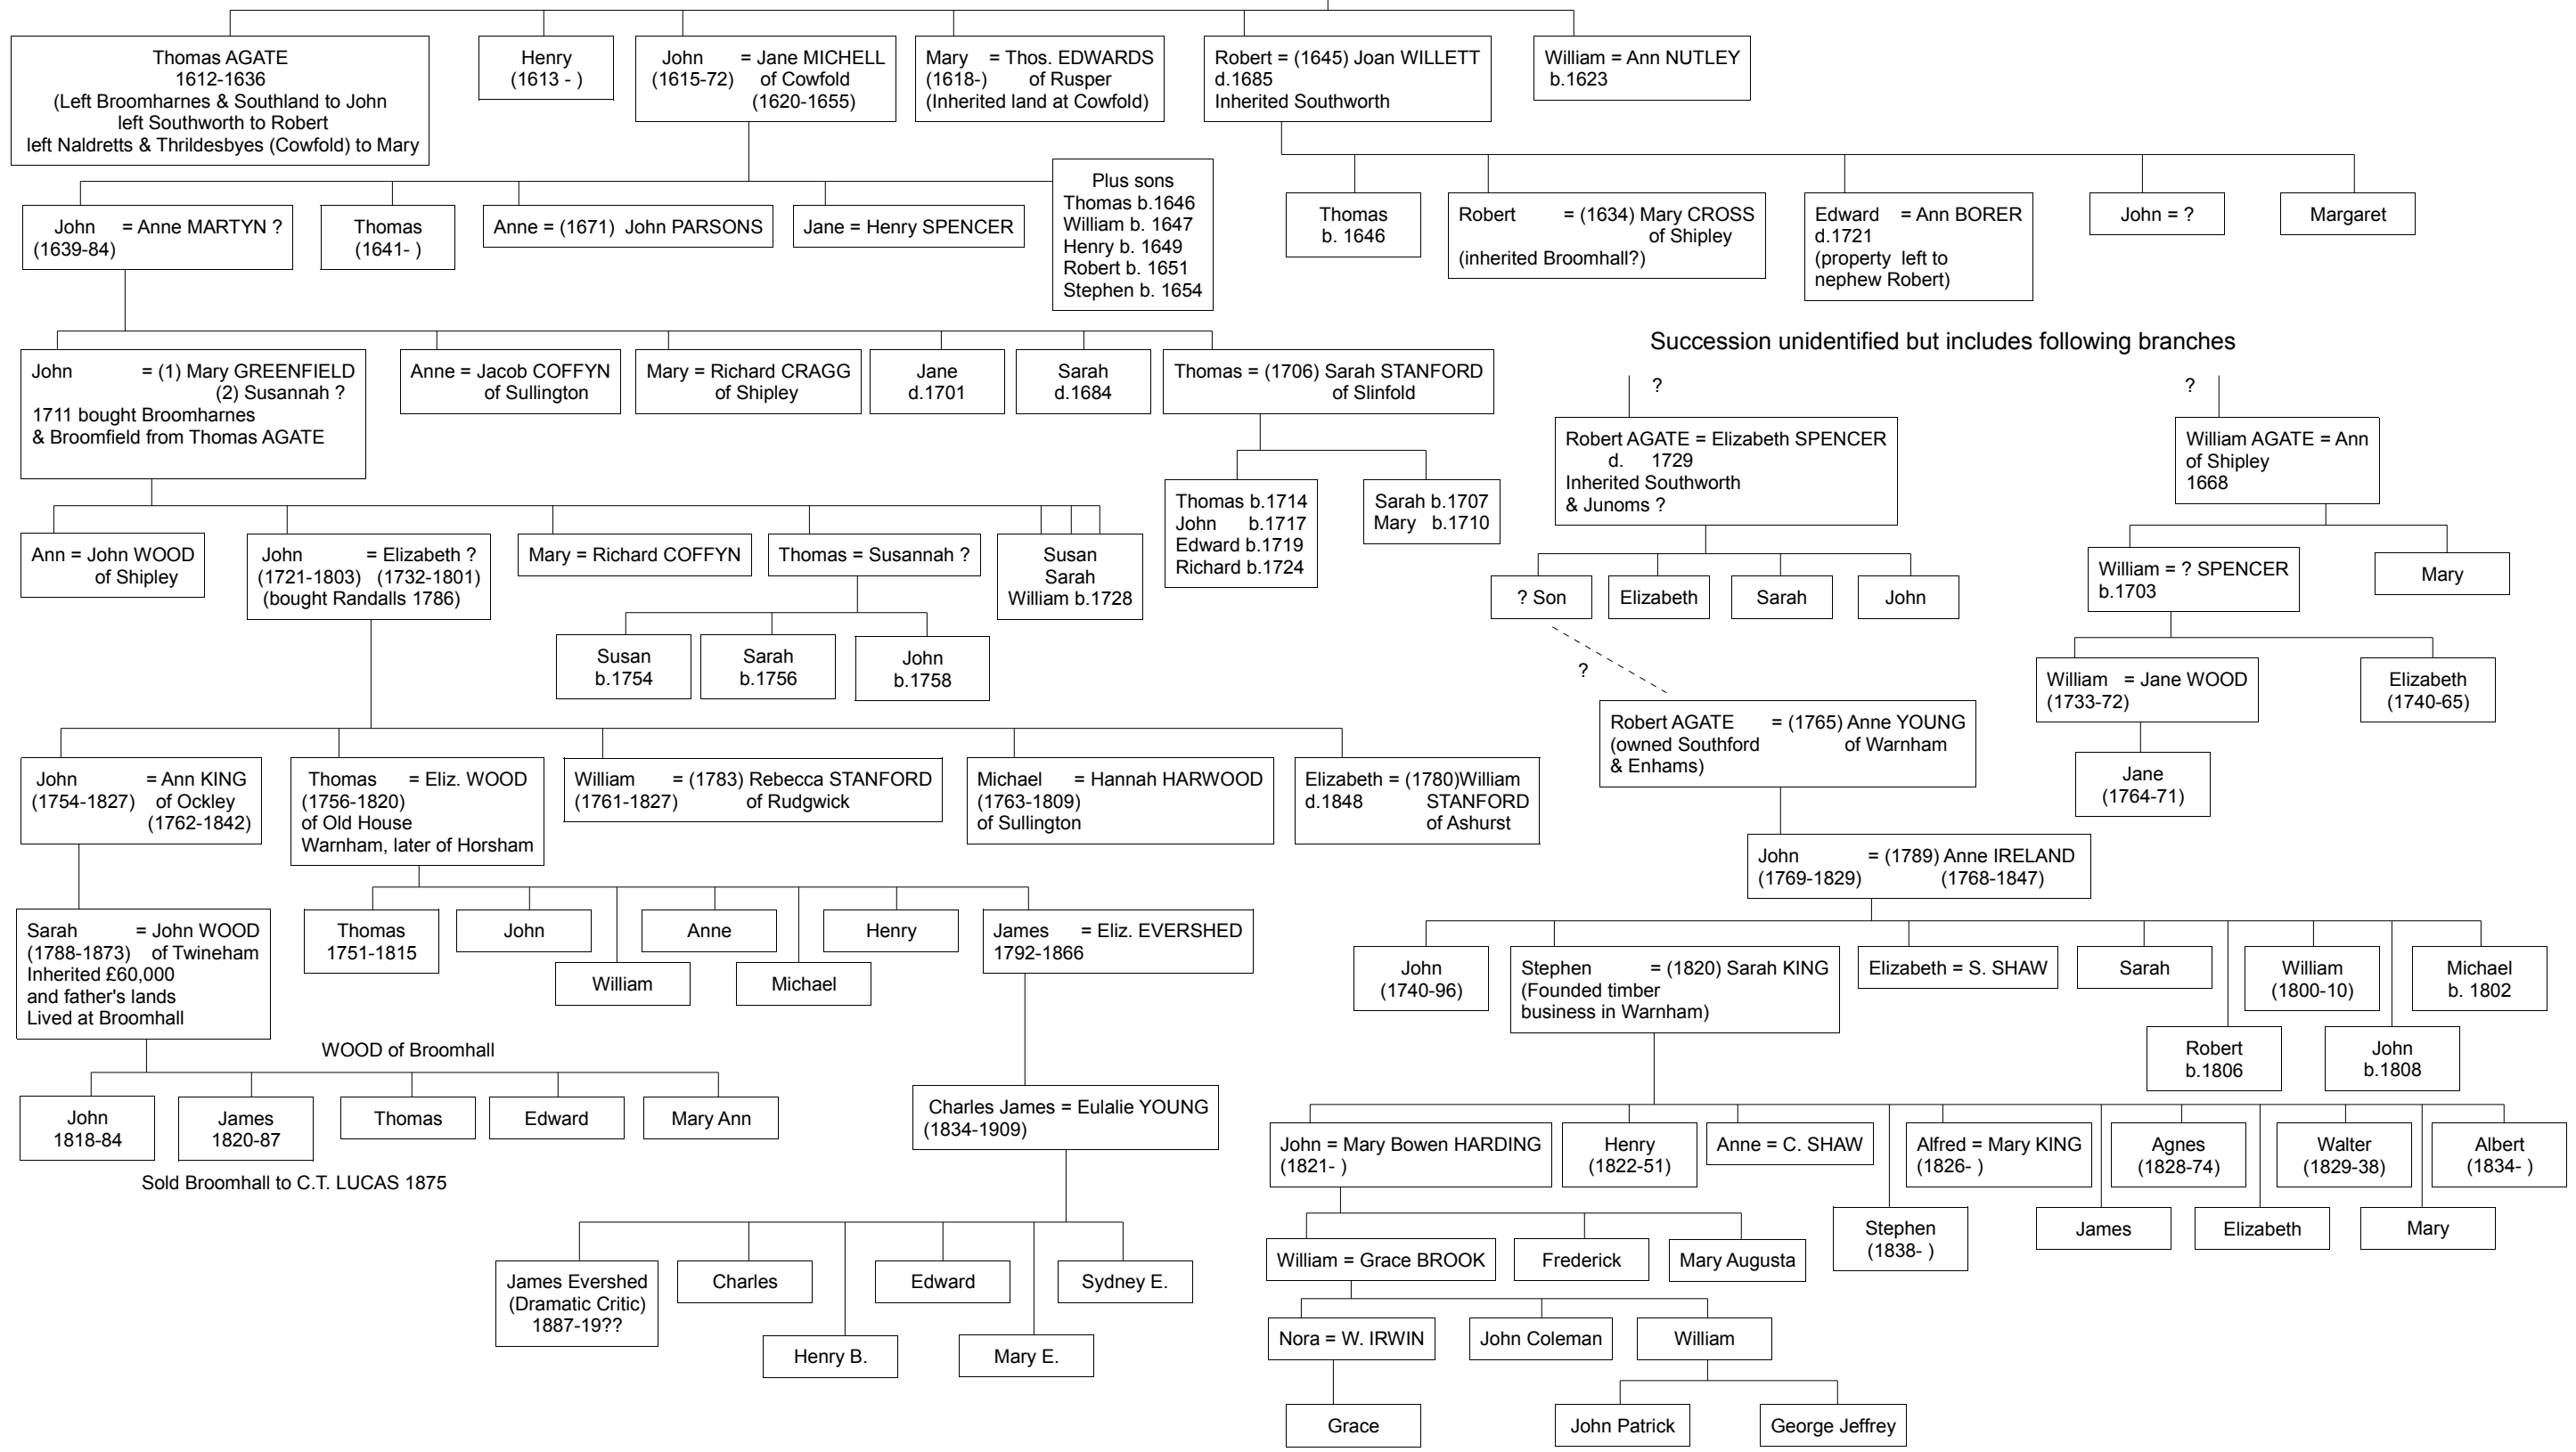 Thomas AGATE
1612-1636
(Left Broomharnes & Southland to John
left Southworth to Robert
left Naldretts & Thrildesbyes (Cowfold) to Mary
Henry
(1613 - )
John = Jane MICHELL
(1615-72) of Cowfold
(1620-1655)
Mary = Thos. EDWARDS
(1618-) of Rusper
(Inherited land at Cowfold)
Robert = (1645) Joan WILLETT
d.1685
Inherited Southworth
William = Ann NUTLEY
b.1623
John = Anne MARTYN ?
(1639-84)
Thomas
(1641- )
Anne = (1671) John PARSONS
Jane = Henry SPENCER
Plus sons
Thomas b.1646
William b. 1647
Henry b. 1649
Robert b. 1651
Stephen b. 1654
Thomas
b. 1646
Robert = (1634) Mary CROSS
of Shipley
(inherited Broomhall?)
Edward = Ann BORER
d.1721
(property left to
nephew Robert)
John = ?
Margaret
John = (1) Mary GREENFIELD
(2) Susannah ?
1711 bought Broomharnes
& Broomfield from Thomas AGATE
Anne = Jacob COFFYN
of Sullington
Mary = Richard CRAGG
of Shipley
Jane
d.1701
Sarah
d.1684
Thomas = (1706) Sarah STANFORD
of Slinfold
Succession unidentified but includes following branches
?
?
Robert AGATE = Elizabeth SPENCER
d. 1729
Inherited Southworth
& Junoms ?
William AGATE = Ann
of Shipley
1668
Thomas b.1714
John b.1717
Edward b.1719
Richard b.1724
Sarah b.1707
Mary b.1710
Ann = John WOOD
of Shipley
John = Elizabeth ?
(1721-1803) (1732-1801)
(bought Randalls 1786)
Mary = Richard COFFYN
Thomas = Susannah ?
Susan
Sarah
William b.1728
? Son
Elizabeth
Sarah
John
William = ? SPENCER
b.1703
Mary
Susan
b.1754
Sarah
b.1756
John
b.1758
?
William = Jane WOOD
(1733-72)
Elizabeth
(1740-65)
Robert AGATE = (1765) Anne YOUNG
(owned Southford of Warnham
& Enhams)
Jane
(1764-71)
John = Ann KING
(1754-1827) of Ockley
(1762-1842)
Thomas = Eliz. WOOD
(1756-1820)
of Old House
Warnham, later of Horsham
William = (1783) Rebecca STANFORD
(1761-1827) of Rudgwick
Michael = Hannah HARWOOD
(1763-1809)
of Sullington
Elizabeth = (1780)William
d.1848 STANFORD
of Ashurst
John = (1789) Anne IRELAND
(1769-1829) (1768-1847)
Sarah = John WOOD
(1788-1873) of Twineham
Inherited £60,000
and father's lands
Lived at Broomhall
Thomas
1751-1815
John
William
Anne
Michael
Henry
James = Eliz. EVERSHED
1792-1866
John
(1740-96)
Stephen = (1820) Sarah KING
(Founded timber
business in Warnham)
Elizabeth = S. SHAW
Sarah
Robert
b.1806
William
(1800-10)
John
b.1808
Michael
b. 1802
WOOD of Broomhall
John
1818-84
James
1820-87
Thomas
Edward
Mary Ann
Sold Broomhall to C.T. LUCAS 1875
Charles James = Eulalie YOUNG
(1834-1909)
John = Mary Bowen HARDING
(1821- )
Henry
(1822-51)
Anne = C. SHAW
Stephen
(1838- )
Alfred = Mary KING
(1826- )
James
Agnes
(1828-74)
Elizabeth
Walter
(1829-38)
Mary
Albert
(1834- )
James Evershed
(Dramatic Critic)
1887-19??
Charles
Henry B.
Edward
Mary E.
Sydney E.
William = Grace BROOK
Frederick
Mary Augusta
Nora = W. IRWIN
John Coleman
William
Grace
John Patrick
George Jeffrey